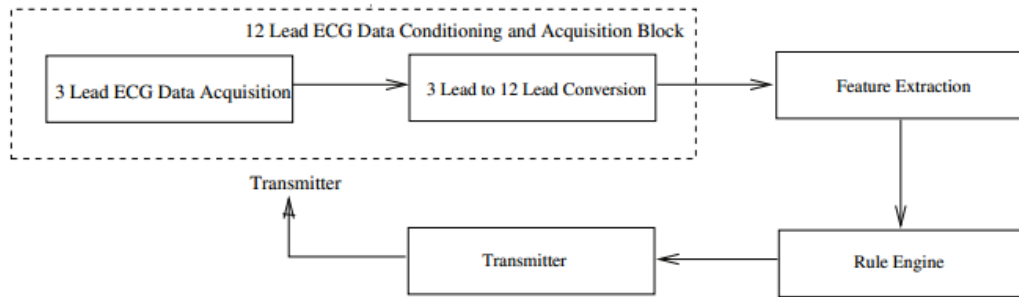 12 Lead ECG Data Conditioning and Acquisition Block
3 Lead ECG Data Acquisition
3 Lead to 12 Lead Conversion
Feature Extraction
Transmitter
Transmitter
Rule Engine